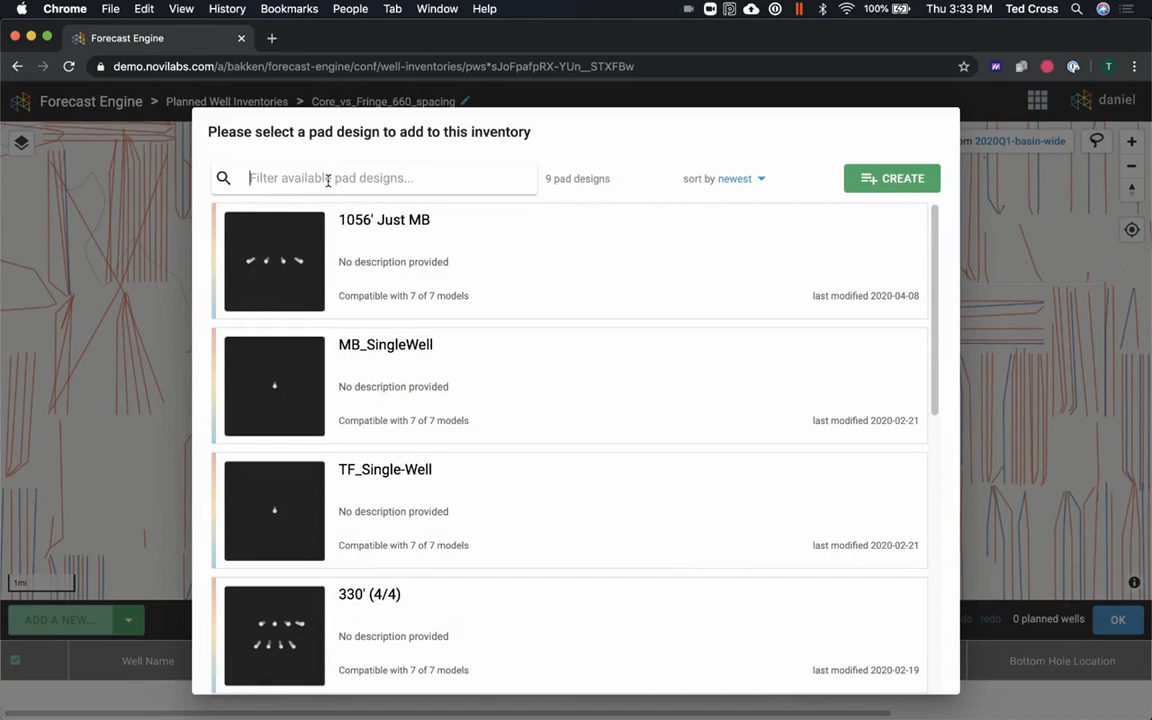 Chrome File Edit View History Bookmarks People Tab Window Help 100% Thu 3:33 PM Ted Cross
Forecast Engine
demo.novilabs.com/a/bakken/forecast-engine/conf/well-inventories/pws*sJoFpafpRX-YUn__STXFBw
T
Forecast Engine > Planned Well Inventories > Core_vs_Fringe_660_spacing daniel
Please select a pad design to add to this inventory
om 2020Q1-basin-wide
Filter available pad designs... 9 pad designs sort by newest CREATE
1056' Just MB
No description provided
Compatible with 7 of 7 models last modified 2020-04-08
MB_SingleWell
No description provided
Compatible with 7 of 7 models last modified 2020-02-21
TF_Single-Well
No description provided
Compatible with 7 of 7 models last modified 2020-02-21
330' (4/4)
No description provided
Compatible with 7 of 7 models last modified 2020-02-19
1mi
ADD A NEW... do redo 0 planned wells OK
Well Name Bottom Hole Location